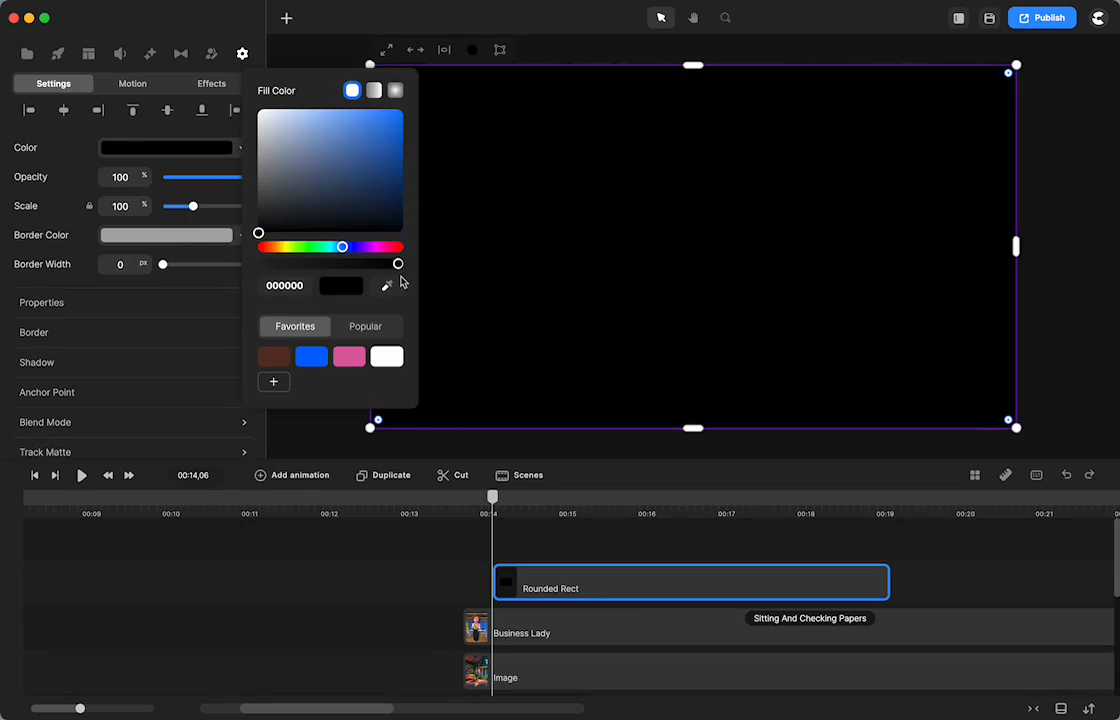 Publish
Settings Motion Effects
Fill Color
Color
Opacity 100 %
Scale 100 %
Border Color
Border Width 0 px
000000
Properties
Favorites Popular
Border
Shadow
Anchor Point
Blend Mode
Track Matte
00:14,06 Add animation Duplicate Cut Scenes
00:09 00:10 00:11 00:12 00:13 00:14 00:15 00:16 00:17 00:18 00:19 00:20 00:21
Rounded Rect
Sitting And Checking Papers
Business Lady
Image